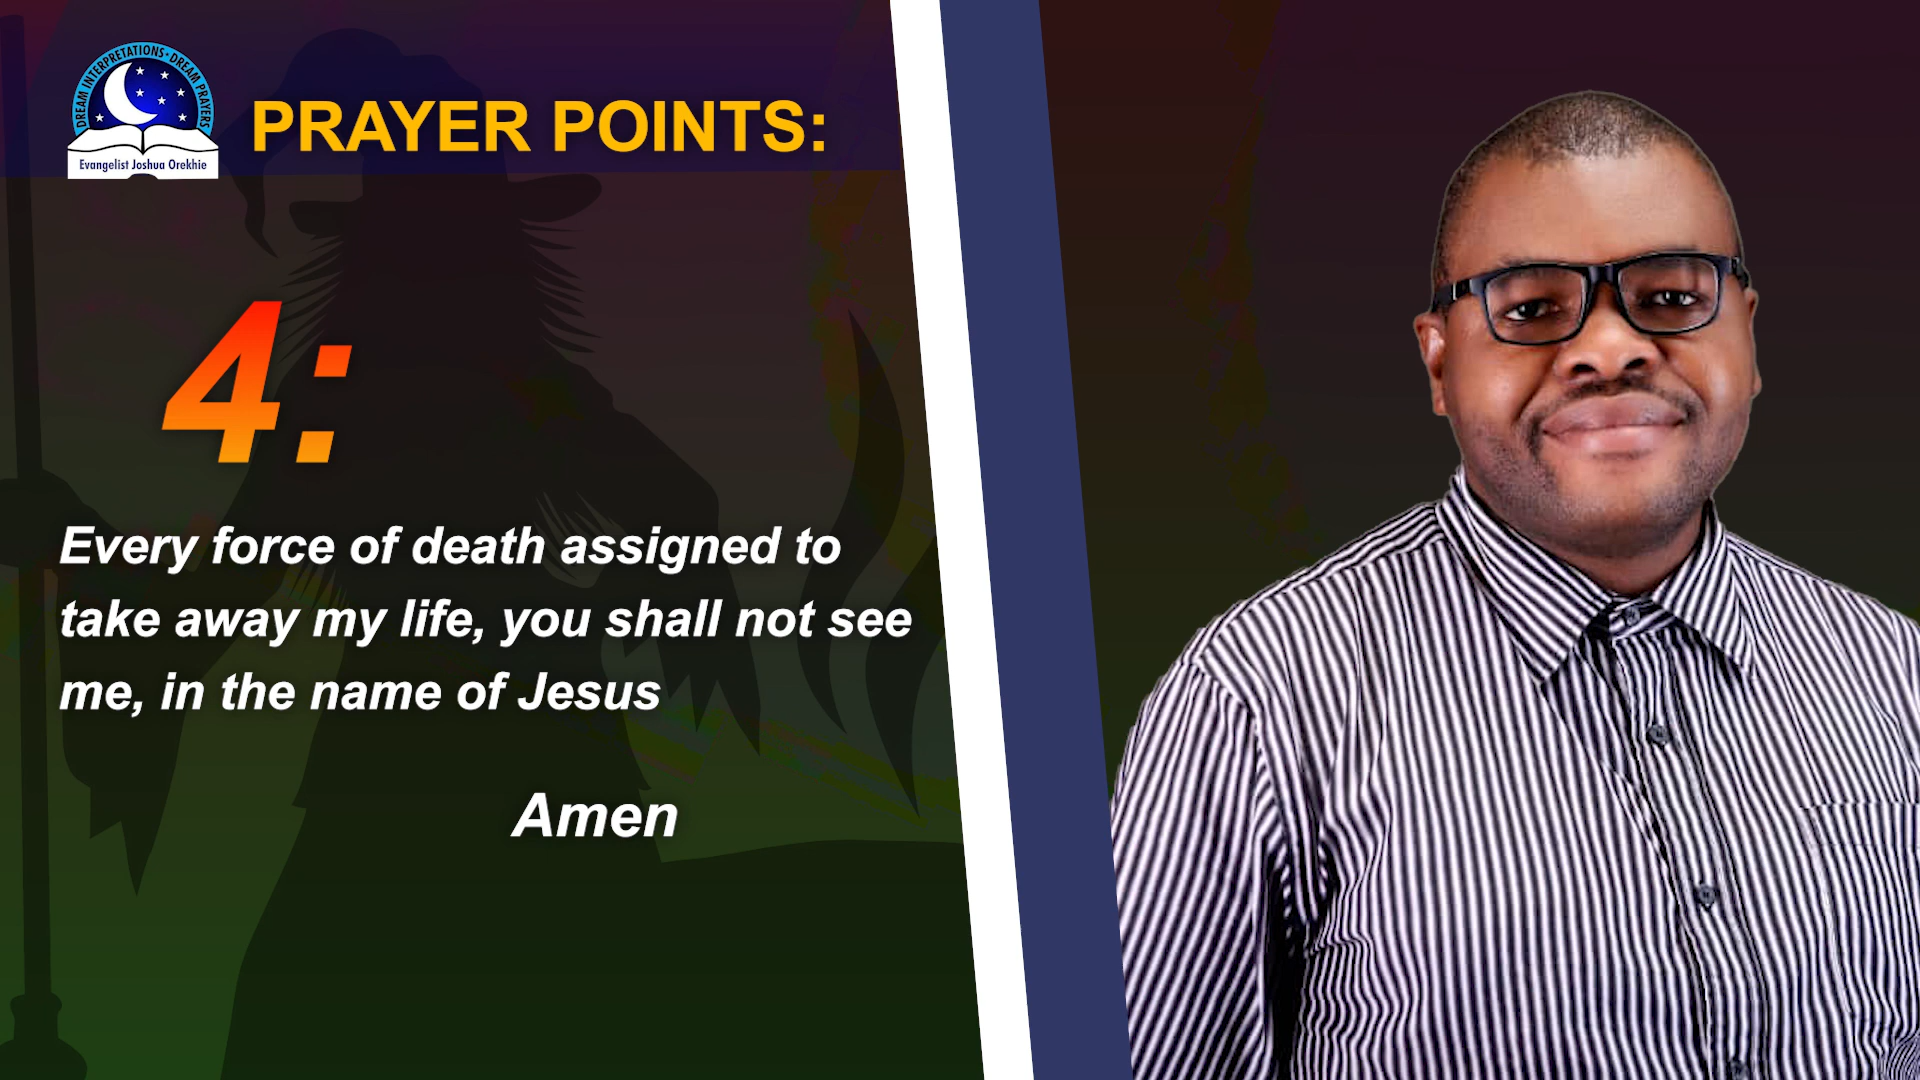 DREAM INTERPRETATIONS • DREAM PRAYERS
Evangelist Joshua Orekhie
PRAYER POINTS:
4:
Every force of death assigned to
take away my life, you shall not see
me, in the name of Jesus
Amen